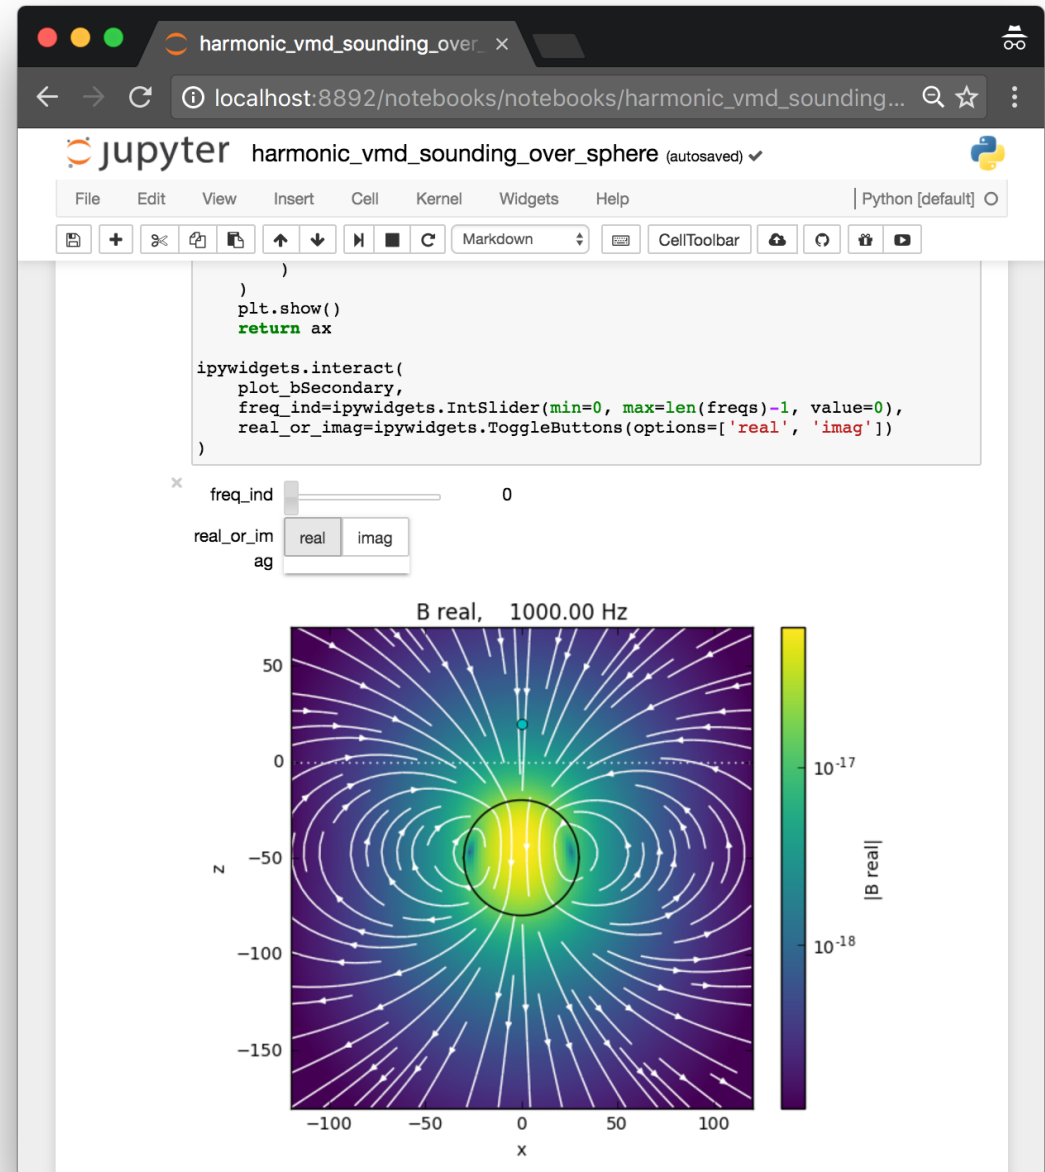 harmonic_vmd_sounding_over_
localhost:8892/notebooks/notebooks/harmonic_vmd_sounding...
jupyter harmonic_vmd_sounding_over_sphere (autosaved)
File Edit View Insert Cell Kernel Widgets Help Python [default]
Markdown CellToolbar
)
)
plt.show()
return ax
ipywidgets.interact(
plot_bSecondary,
freq_ind=ipywidgets.IntSlider(min=0, max=len(freqs)-1, value=0),
real_or_imag=ipywidgets.ToggleButtons(options=['real', 'imag'])
)
freq_ind 0
real_or_im
ag
real imag
B real, 1000.00 Hz
50
0
−50
−100
−150
z
−100 −50 0 50 100
x
10^-17
10^-18
|B real|